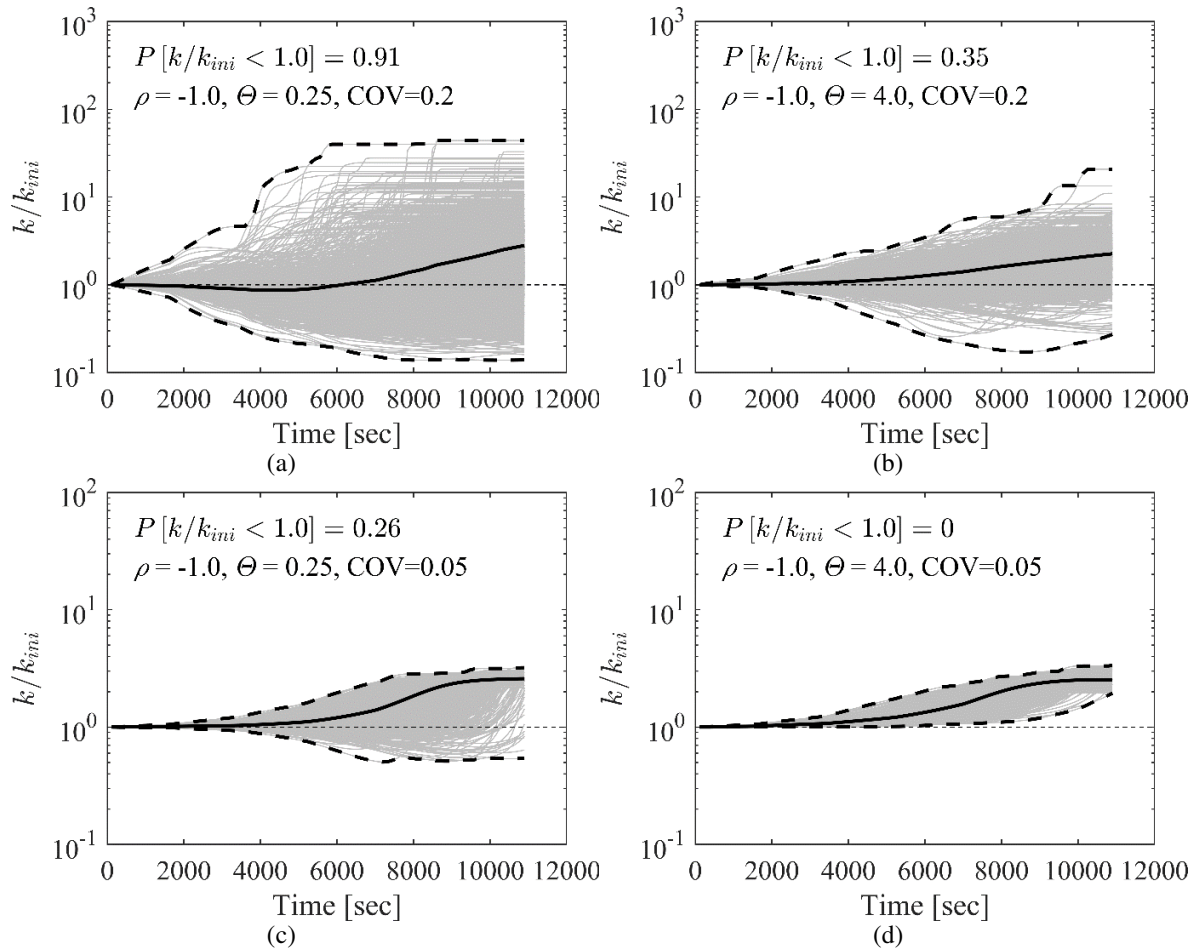 10^3
10^2
10^1
10^0
10^-1
k/k_ini
P [k/k_ini < 1.0] = 0.91
ρ = -1.0, Θ = 0.25, COV=0.2
0 2000 4000 6000 8000 10000 12000
Time [sec]
(a)
10^3
10^2
10^1
10^0
10^-1
k/k_ini
P [k/k_ini < 1.0] = 0.35
ρ = -1.0, Θ = 4.0, COV=0.2
0 2000 4000 6000 8000 10000 12000
Time [sec]
(b)
10^2
10^1
10^0
10^-1
k/k_ini
P [k/k_ini < 1.0] = 0.26
ρ = -1.0, Θ = 0.25, COV=0.05
0 2000 4000 6000 8000 10000 12000
Time [sec]
(c)
10^2
10^1
10^0
10^-1
k/k_ini
P [k/k_ini < 1.0] = 0
ρ = -1.0, Θ = 4.0, COV=0.05
0 2000 4000 6000 8000 10000 12000
Time [sec]
(d)